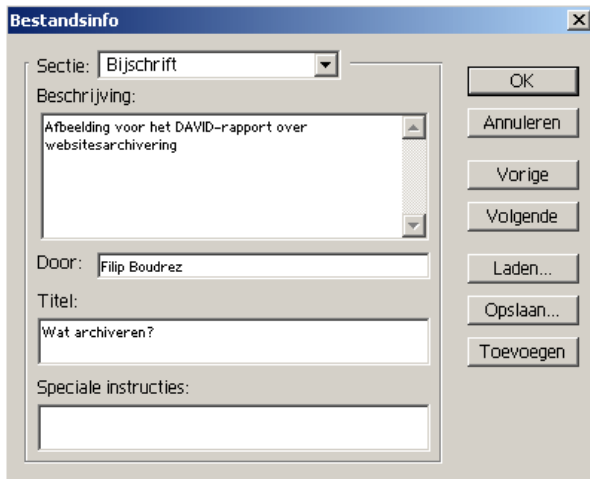 Bestandsinfo
Sectie: Bijschrift
Beschrijving:
Afbeelding voor het DAVID-rapport over
websitesarchivering
Door: Filip Boudrez
Titel:
Wat archiveren?
Speciale instructies:
OK
Annuleren
Vorige
Volgende
Laden...
Opslaan...
Toevoegen